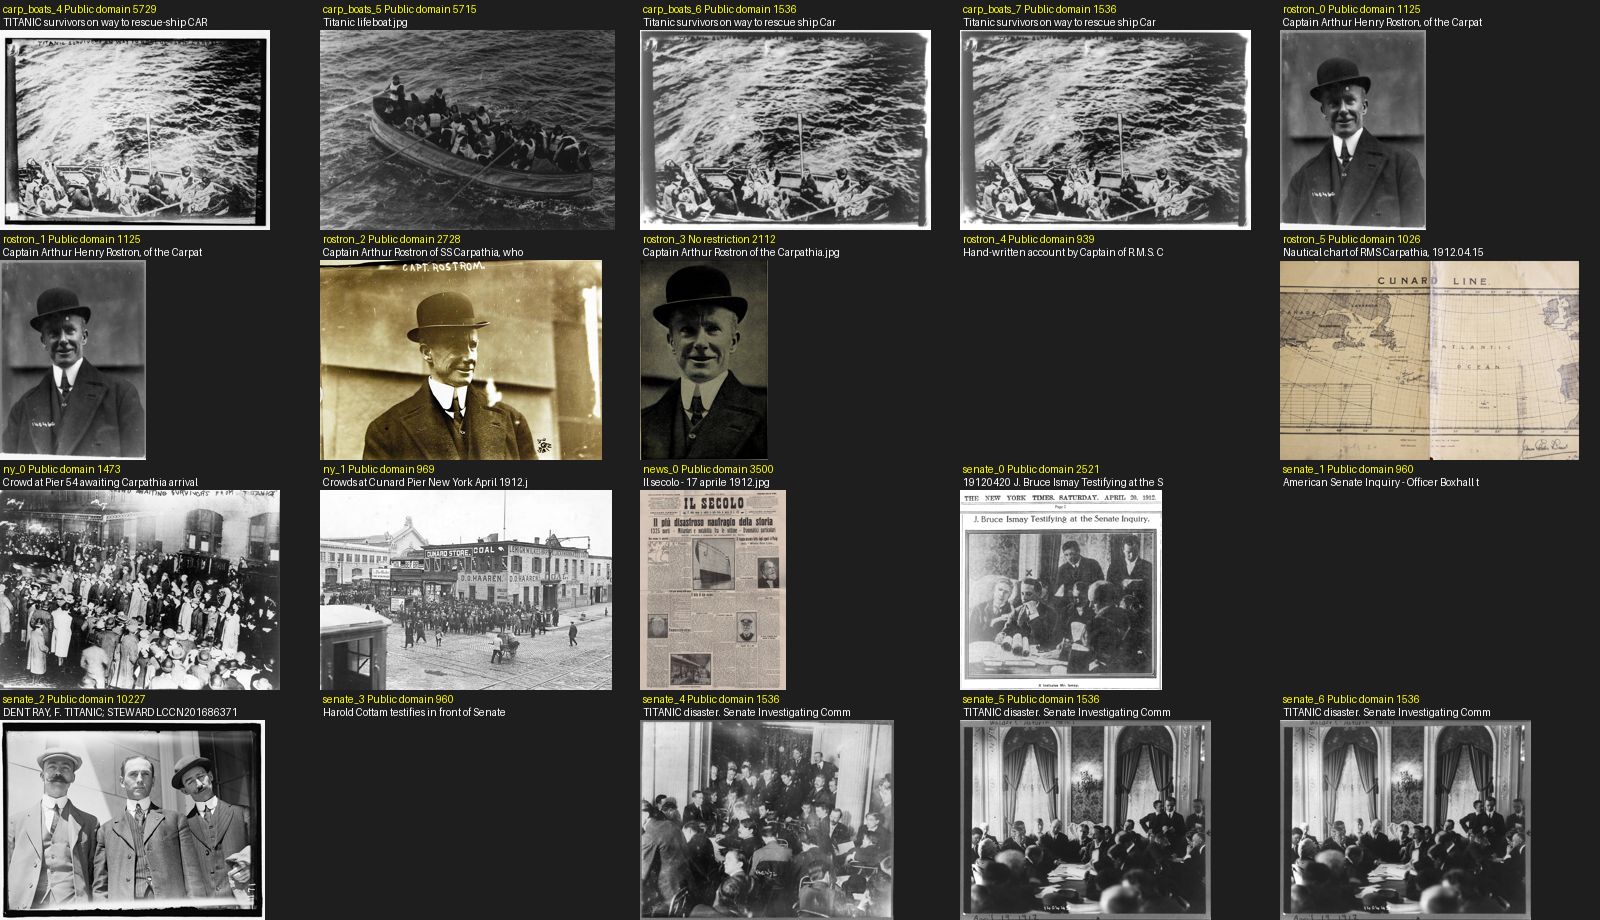 carp_boats_4 Public domain 5729
TITANIC survivors on way to rescue-ship CAR
carp_boats_5 Public domain 5715
Titanic lifeboat.jpg
carp_boats_6 Public domain 1536
Titanic survivors on way to rescue ship Car
carp_boats_7 Public domain 1536
Titanic survivors on way to rescue ship Car
rostron_0 Public domain 1125
Captain Arthur Henry Rostron, of the Carpat
rostron_1 Public domain 1125
Captain Arthur Henry Rostron, of the Carpat
rostron_2 Public domain 2728
Captain Arthur Rostron of SS Carpathia, who
CAPT. ROSTROM.
rostron_3 No restriction 2112
Captain Arthur Rostron of the Carpathia.jpg
rostron_4 Public domain 939
Hand-written account by Captain of R.M.S. C
rostron_5 Public domain 1026
Nautical chart of RMS Carpathia, 1912.04.15
CUNARD LINE.
ATLANTIC
OCEAN
ny_0 Public domain 1473
Crowd at Pier 54 awaiting Carpathia arrival
ny_1 Public domain 969
Crowds at Cunard Pier New York April 1912.j
CUNARD STORE. COAL
D.O.HAAREN. D.O.HAAREN
news_0 Public domain 3500
Il secolo - 17 aprile 1912.jpg
IL SECOLO
Il più disastroso naufragio della storia
senate_0 Public domain 2521
19120420 J. Bruce Ismay Testifying at the S
THE NEW YORK TIMES. SATURDAY. APRIL 20, 1912.
J. Bruce Ismay Testifying at the Senate Inquiry.
senate_1 Public domain 960
American Senate Inquiry - Officer Boxhall t
senate_2 Public domain 10227
DENT RAY, F. TITANIC; STEWARD LCCN201686371
senate_3 Public domain 960
Harold Cottam testifies in front of Senate
senate_4 Public domain 1536
TITANIC disaster. Senate Investigating Comm
senate_5 Public domain 1536
TITANIC disaster. Senate Investigating Comm
senate_6 Public domain 1536
TITANIC disaster. Senate Investigating Comm